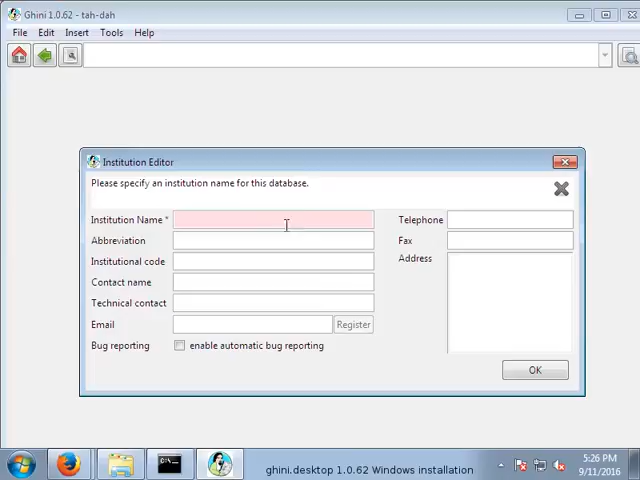 Ghini 1.0.62 - tah-dah
File Edit Insert Tools Help
Institution Editor
Please specify an institution name for this database.
Institution Name * Telephone
Abbreviation Fax
Institutional code Address
Contact name
Technical contact
Email Register
Bug reporting enable automatic bug reporting
OK
ghini.desktop 1.0.62 Windows installation
5:26 PM
9/11/2016